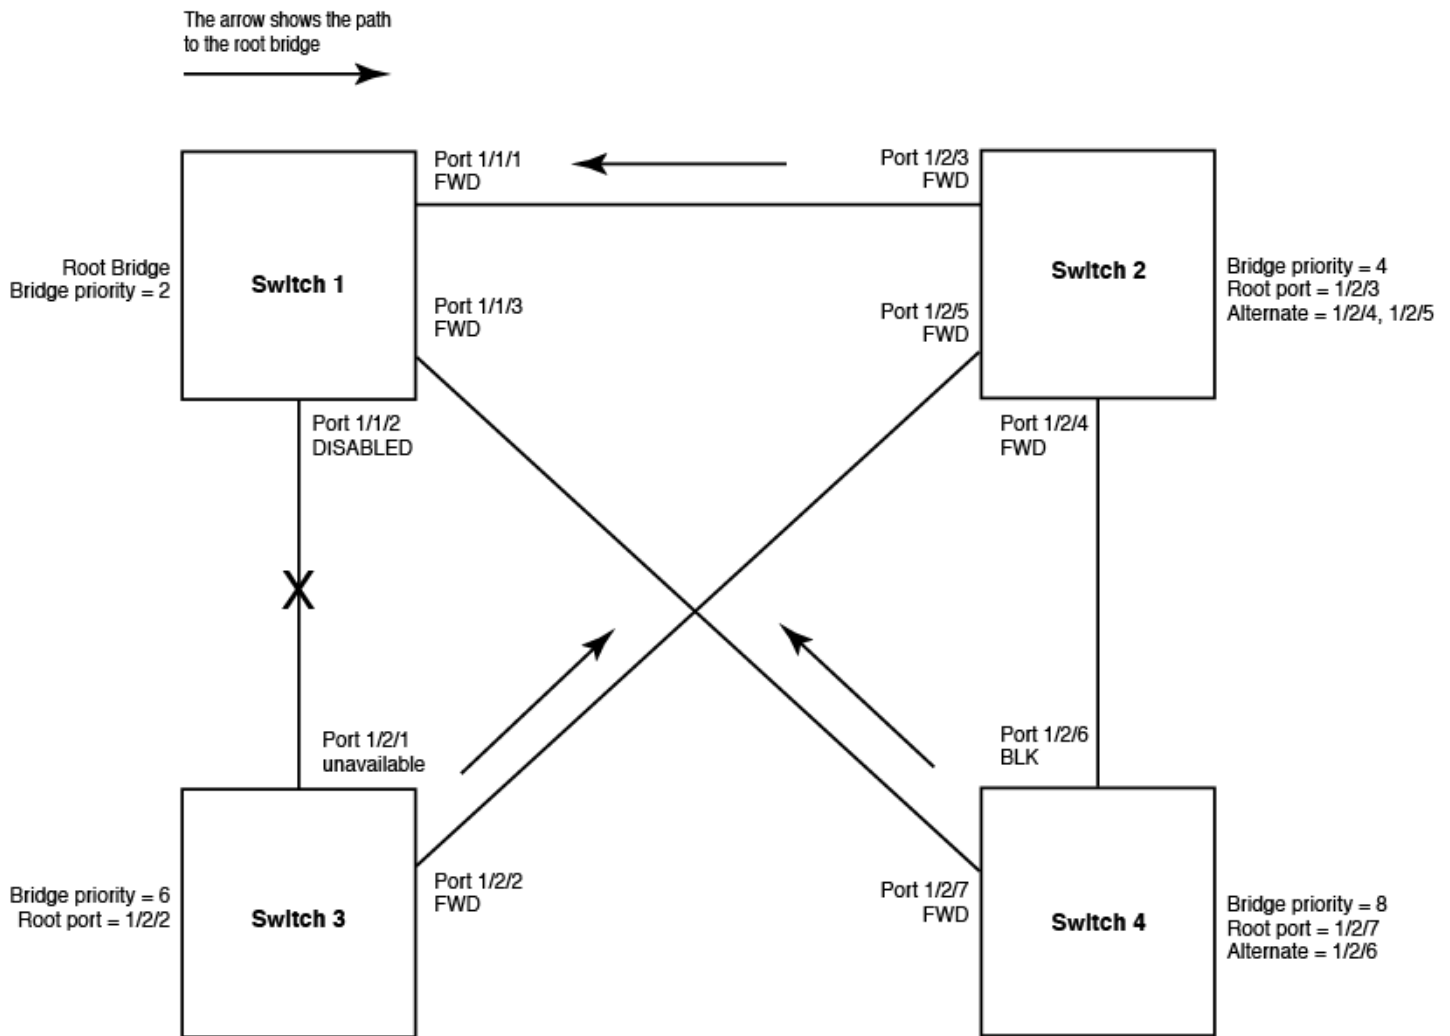 The arrow shows the path
to the root bridge
Port 1/1/1
FWD
Port 1/2/3
FWD
Root Bridge
Bridge priority = 2
Switch 1
Port 1/1/3
FWD
Port 1/2/5
FWD
Switch 2
Bridge priority = 4
Root port = 1/2/3
Alternate = 1/2/4, 1/2/5
Port 1/1/2
DISABLED
Port 1/2/4
FWD
X
Port 1/2/1
unavailable
Port 1/2/6
BLK
Bridge priority = 6
Root port = 1/2/2
Switch 3
Port 1/2/2
FWD
Port 1/2/7
FWD
Switch 4
Bridge priority = 8
Root port = 1/2/7
Alternate = 1/2/6